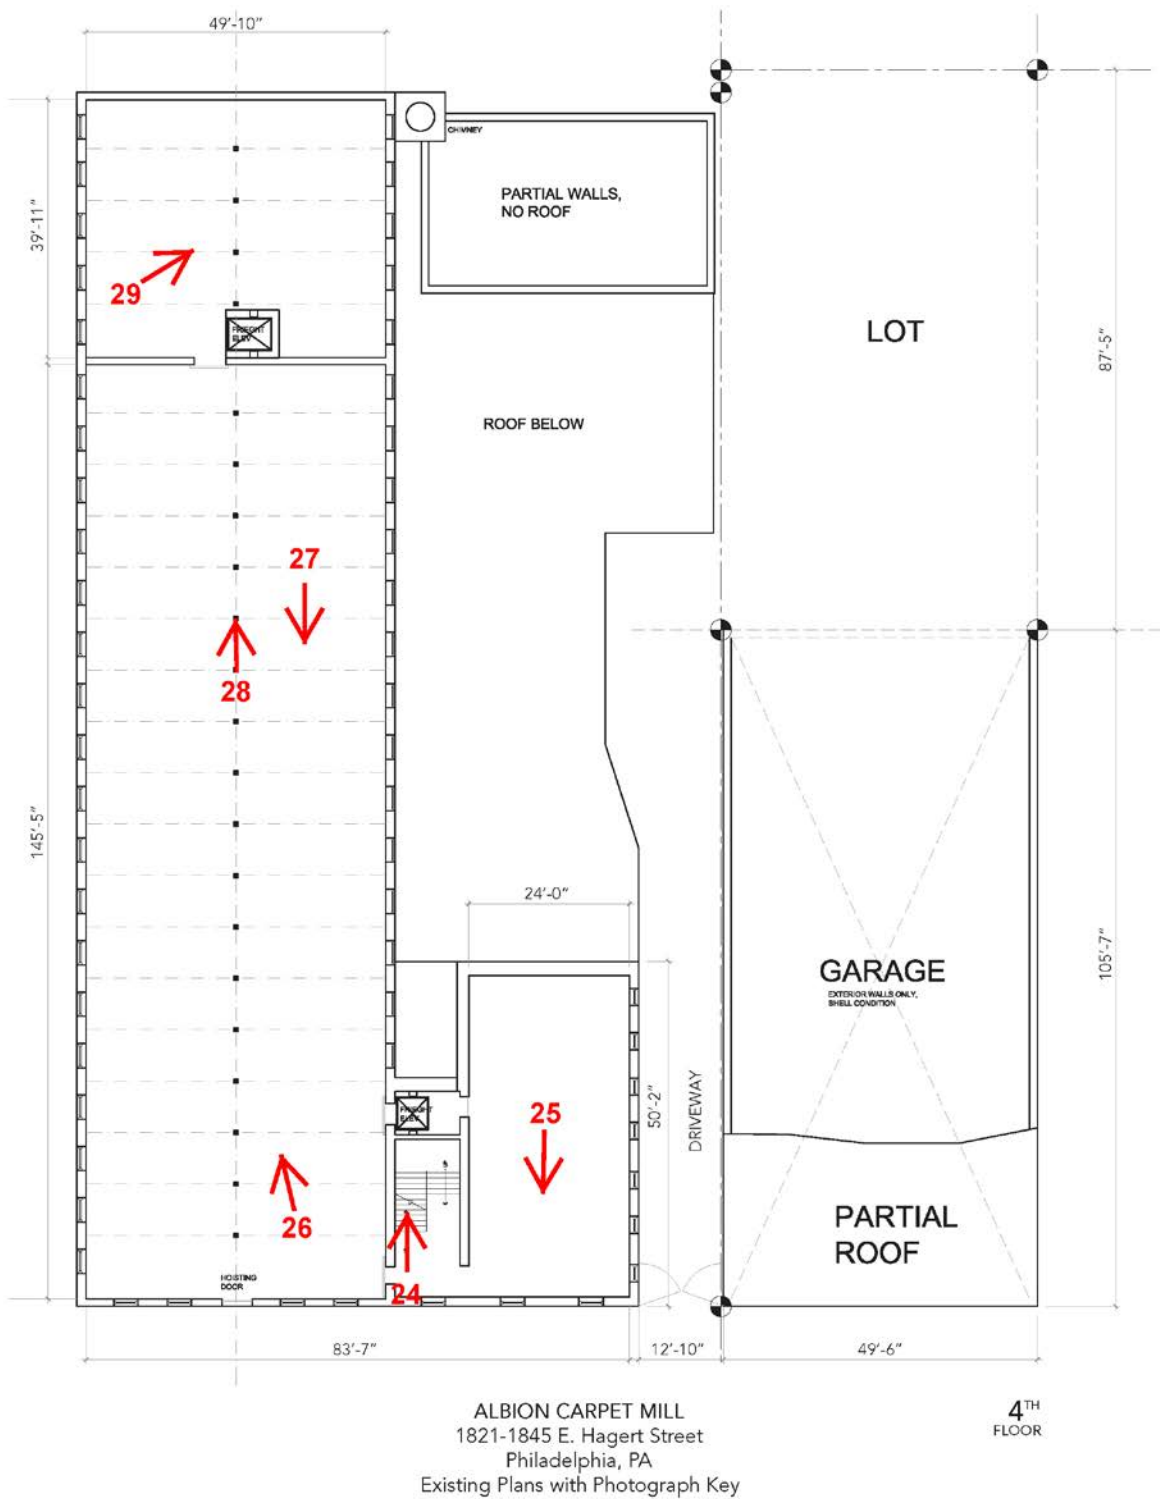 49'-10"
CHIMNEY
PARTIAL WALLS,
NO ROOF
39'-11"
29
FRIEGHT
ELEV
LOT
87'-5"
ROOF BELOW
27
28
145'-5"
24'-0"
GARAGE
EXTERIOR WALLS ONLY,
SHELL CONDITION
105'-7"
DRIVEWAY
50'-2"
25
ELEV
26
PARTIAL
ROOF
HOISTING
DOOR
24
83'-7"
12'-10"
49'-6"
ALBION CARPET MILL
1821-1845 E. Hagert Street
Philadelphia, PA
Existing Plans with Photograph Key
4TH
FLOOR